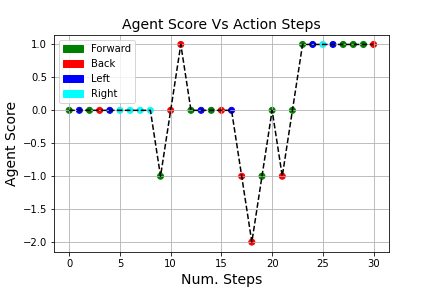 Agent Score Vs Action Steps
Agent Score
1.0
0.5
0.0
−0.5
−1.0
−1.5
−2.0
Forward
Back
Left
Right
0 5 10 15 20 25 30
Num. Steps